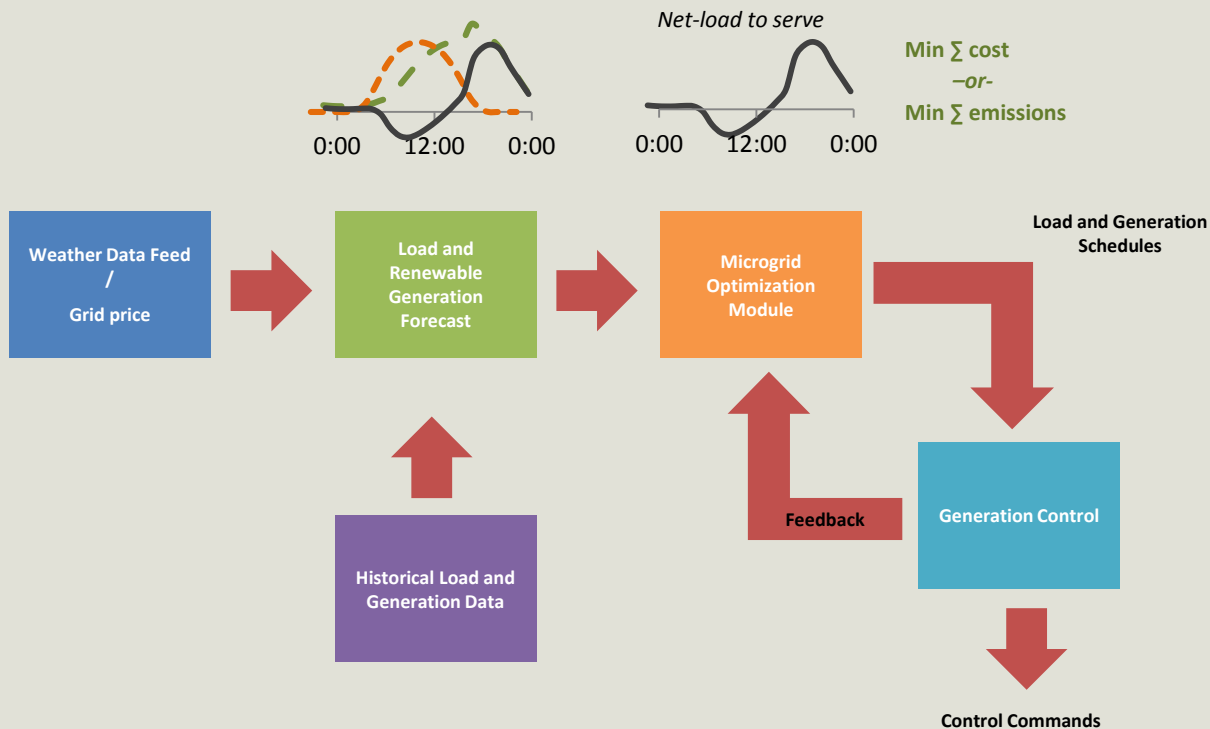 Net-load to serve
Min ∑ cost
–or-
Min ∑ emissions
0:00
12:00
0:00
0:00
12:00
0:00
Weather Data Feed
/
Grid price
Load and
Renewable
Generation
Forecast
Microgrid
Optimization
Module
Load and Generation
Schedules
Feedback
Generation Control
Historical Load and
Generation Data
Control Commands